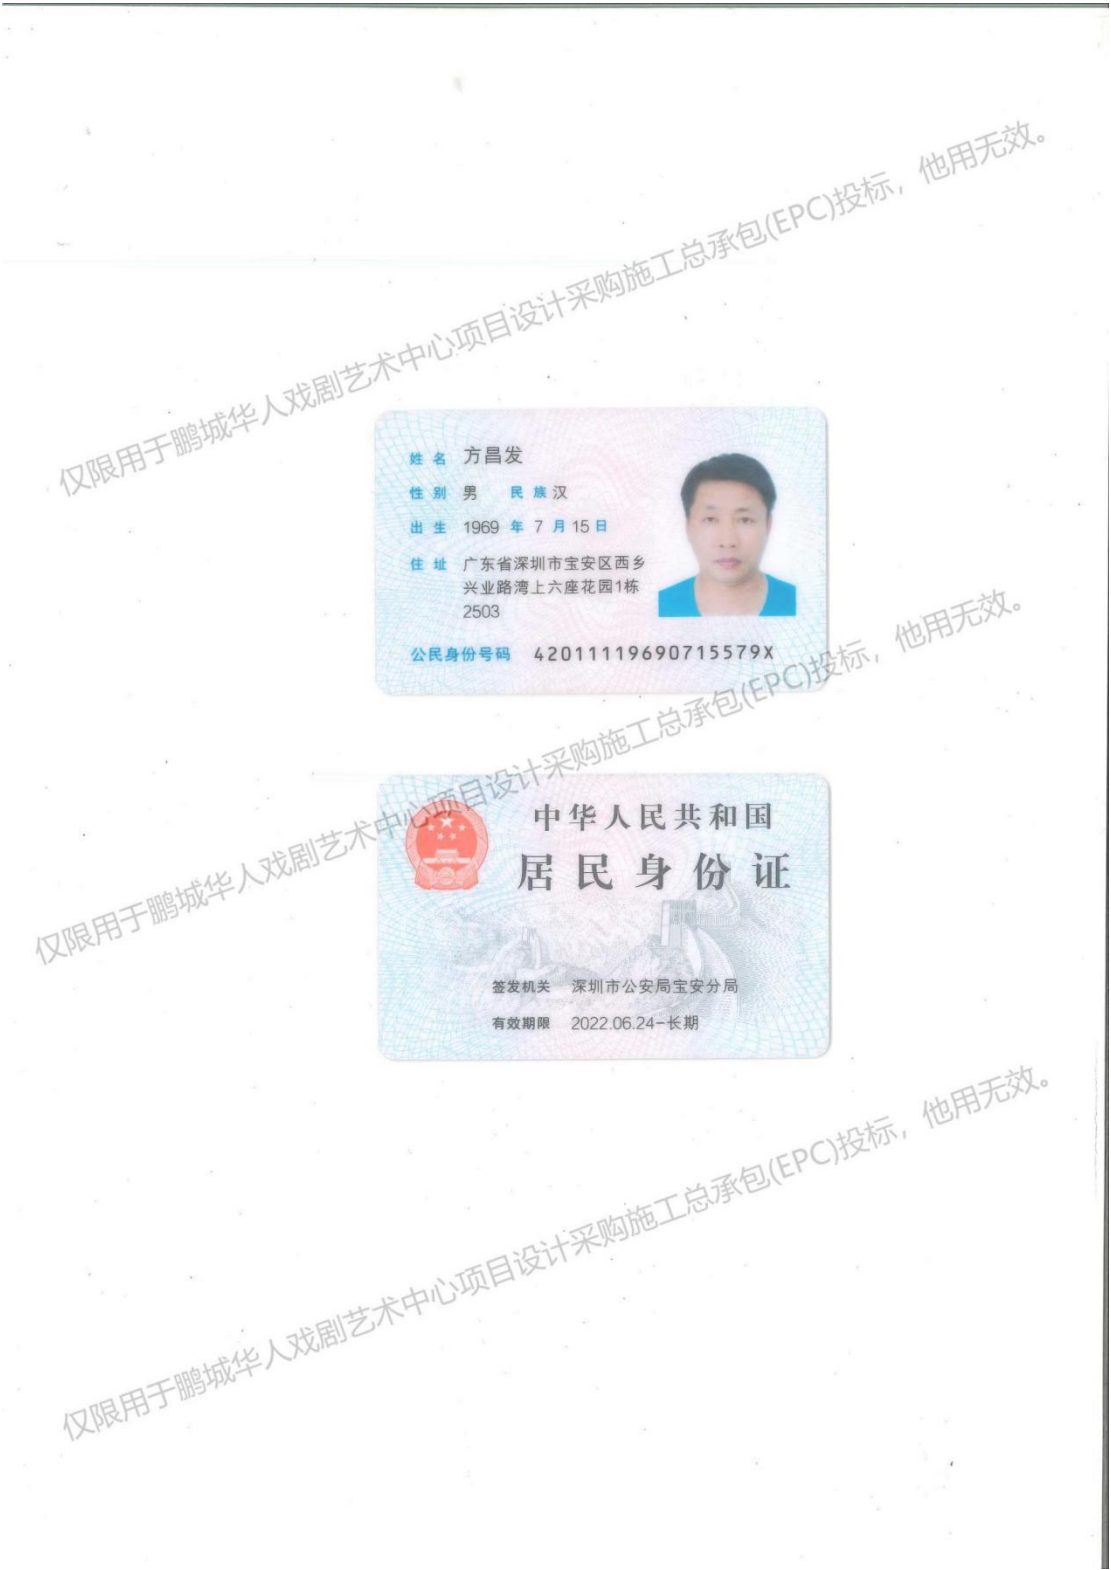 仅限用于鹏城华人戏剧艺术中心项目设计采购施工总承包(EPC)投标，他用无效。
姓名 方昌发
性别 男 民族 汉
出生 1969 年 7 月 15 日
住址 广东省深圳市宝安区西乡
兴业路湾上六座花园1栋
2503
公民身份号码 42011119690715579X
仅限用于鹏城华人戏剧艺术中心项目设计采购施工总承包(EPC)投标，他用无效。
中华人民共和国
居民身份证
签发机关 深圳市公安局宝安分局
有效期限 2022.06.24-长期
仅限用于鹏城华人戏剧艺术中心项目设计采购施工总承包(EPC)投标，他用无效。